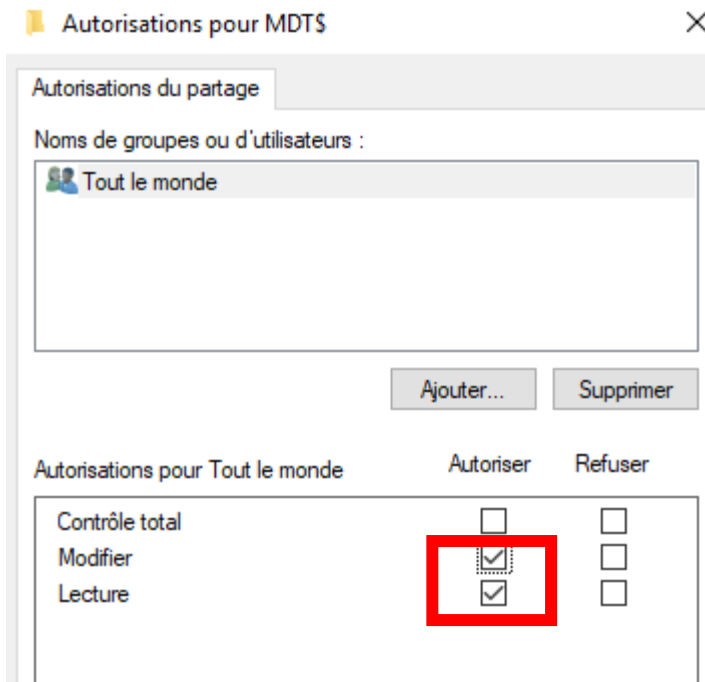 Autorisations pour MDT$
Autorisations du partage
Noms de groupes ou d'utilisateurs :
Tout le monde
Ajouter... Supprimer
Autorisations pour Tout le monde Autoriser Refuser
Contrôle total
Modifier
Lecture